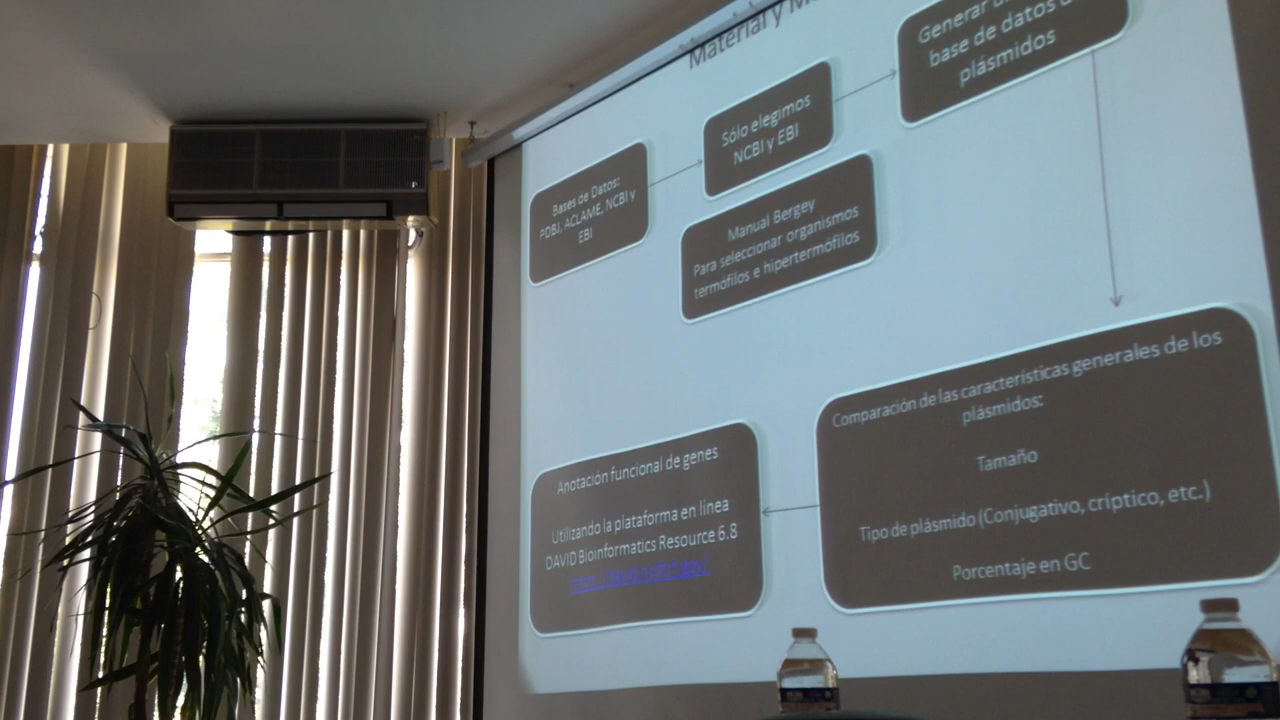 Material y M
Bases de Datos:
PDBJ, ACLAME, NCBI y
EBI
Sólo elegimos
NCBI y EBI
Manual Bergey
Para seleccionar organismos
termófilos e hipertermófilos
Generar
base de datos
plásmidos
Comparación de las características generales de los
plásmidos:
Tamaño
Tipo de plásmido (Conjugativo, críptico, etc.)
Porcentaje en GC
Anotación funcional de genes
Utilizando la plataforma en línea
DAVID Bioinformatics Resource 6.8